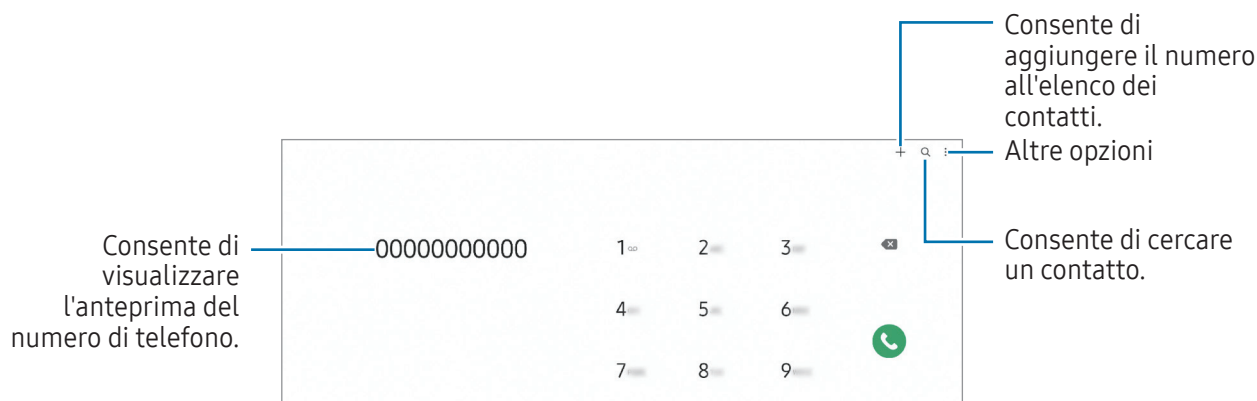 Consente di
aggiungere il numero
all'elenco dei
contatti.
Altre opzioni
Consente di
visualizzare
l'anteprima del
numero di telefono.
00000000000
1 2 3
Consente di cercare
un contatto.
4 5 6
7 8 9